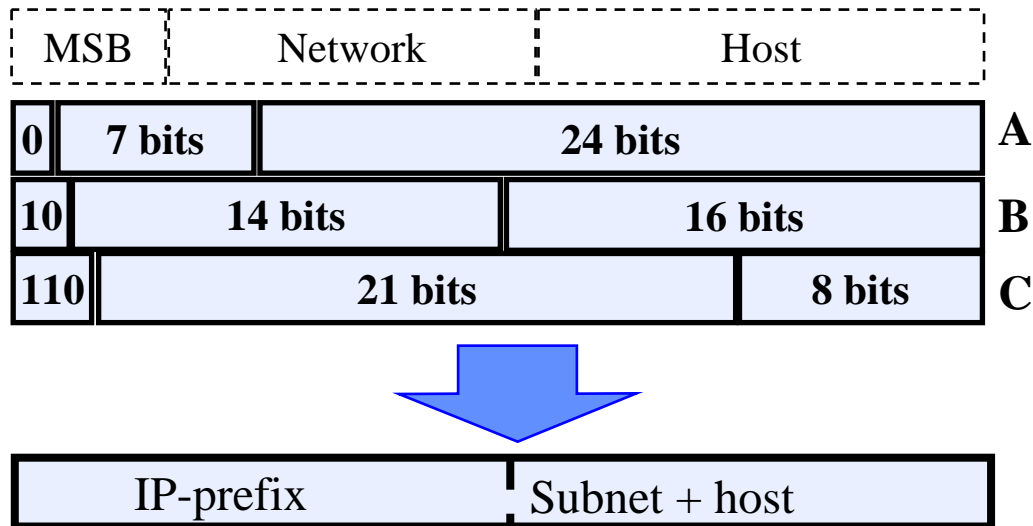 MSB Network Host
0 7 bits 24 bits A
10 14 bits 16 bits B
110 21 bits 8 bits C
IP-prefix Subnet + host